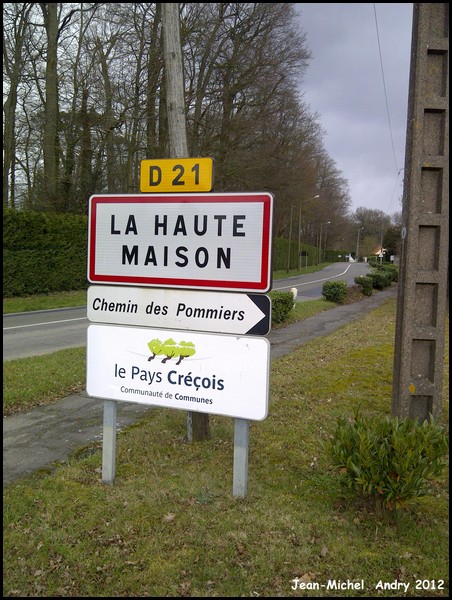 D 21
LA HAUTE
MAISON
Chemin des Pommiers
le Pays Créçois
Communauté de Communes
Jean-Michel Andry 2012